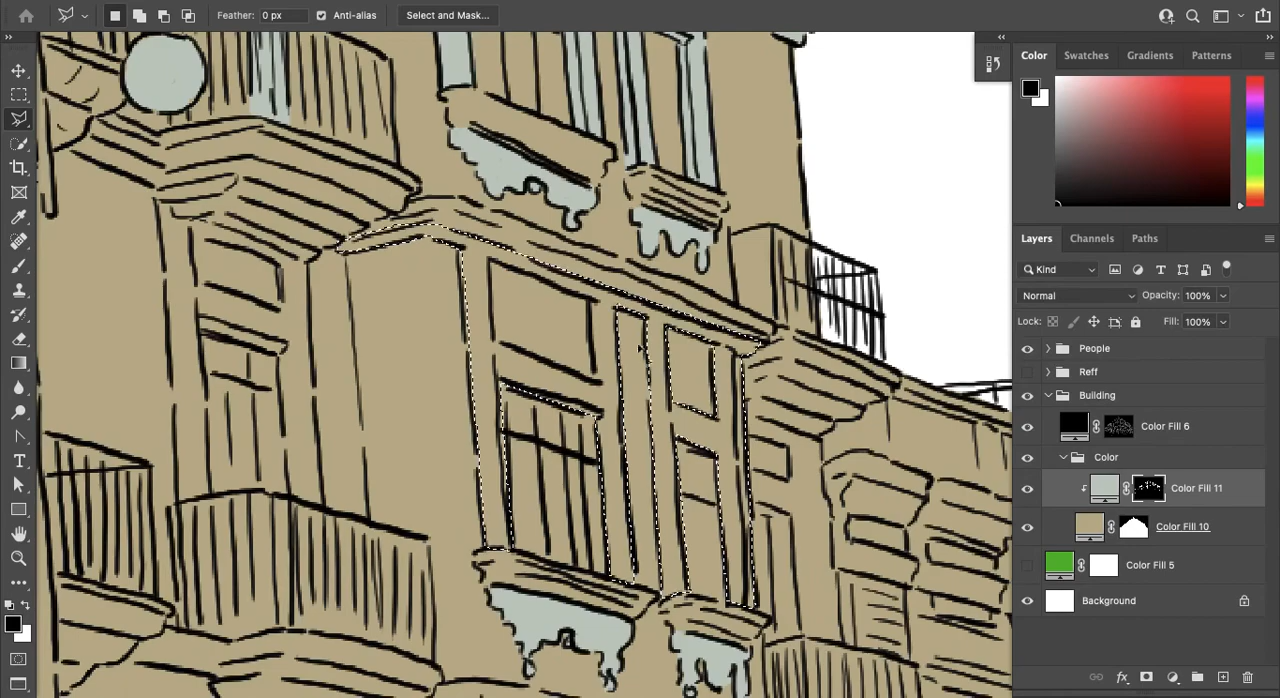 Feather: 0 px Anti-alias Select and Mask...
Color Swatches Gradients Patterns
Layers Channels Paths
Kind
Normal Opacity: 100%
Lock: Fill: 100%
People
Reff
Building
Color Fill 6
Color
Color Fill 11
Color Fill 10
Color Fill 5
Background